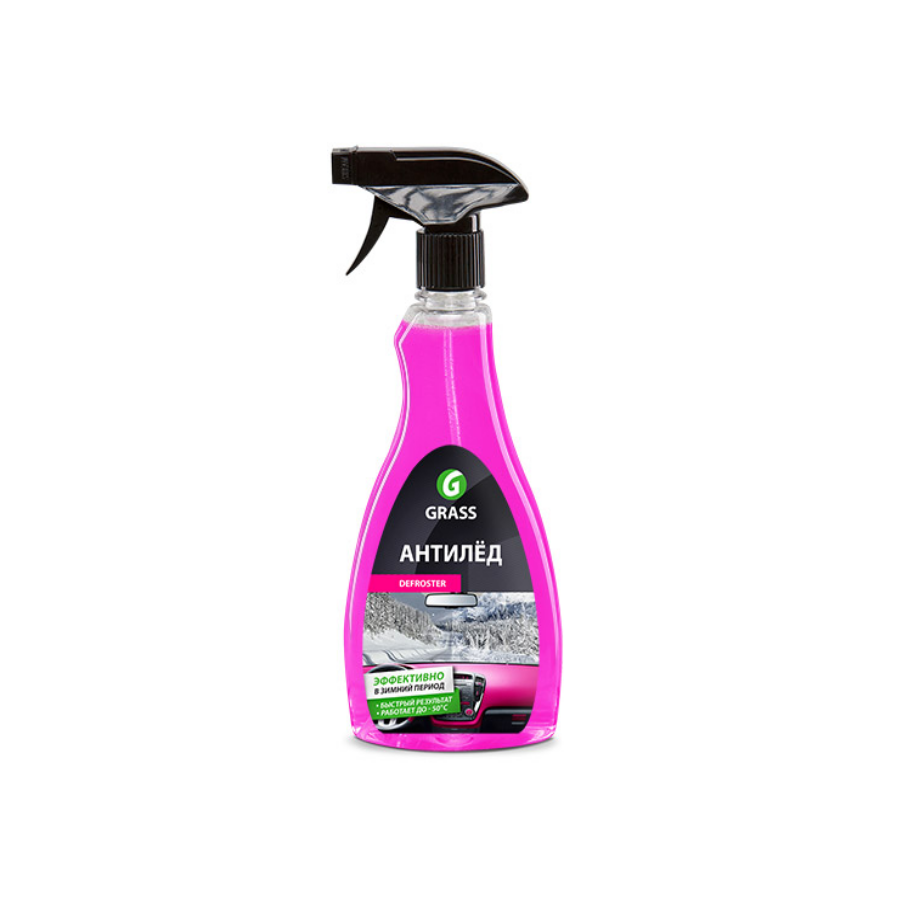 GRASS
АНТИЛЁД
DEFROSTER
ЭФФЕКТИВНО
В ЗИМНИЙ ПЕРИОД
• БЫСТРЫЙ РЕЗУЛЬТАТ
• РАБОТАЕТ ДО - 50°C